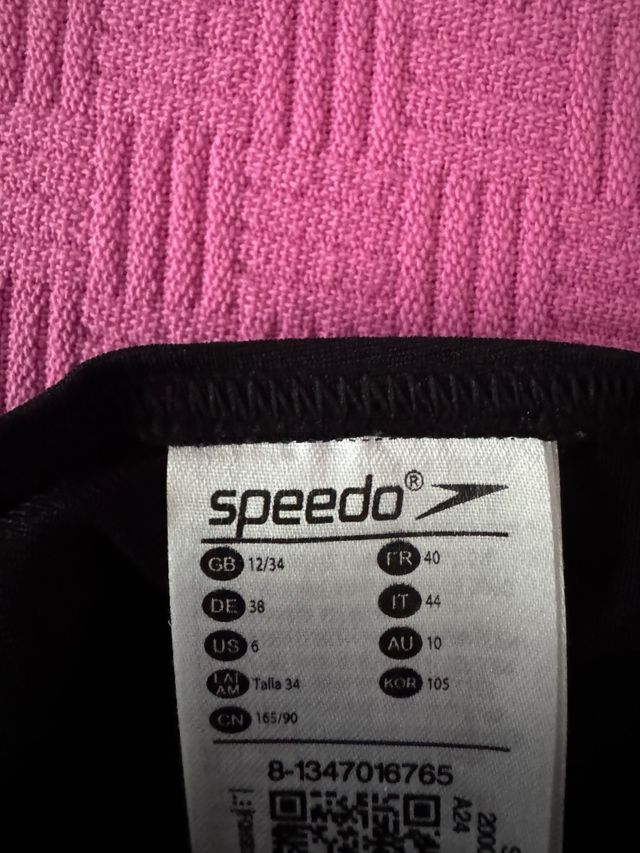 speedo®
GB 12/34 FR 40
DE 38 IT 44
US 6 AU 10
LAT AM Talla 34 KOR 105
CN 165/90
8-1347016765
A24